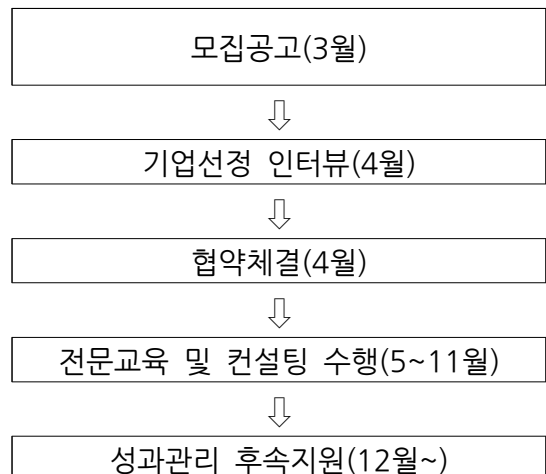 모집공고(3월)
⇩
기업선정 인터뷰(4월)
⇩
협약체결(4월)
⇩
전문교육 및 컨설팅 수행(5~11월)
⇩
성과관리 후속지원(12월~)